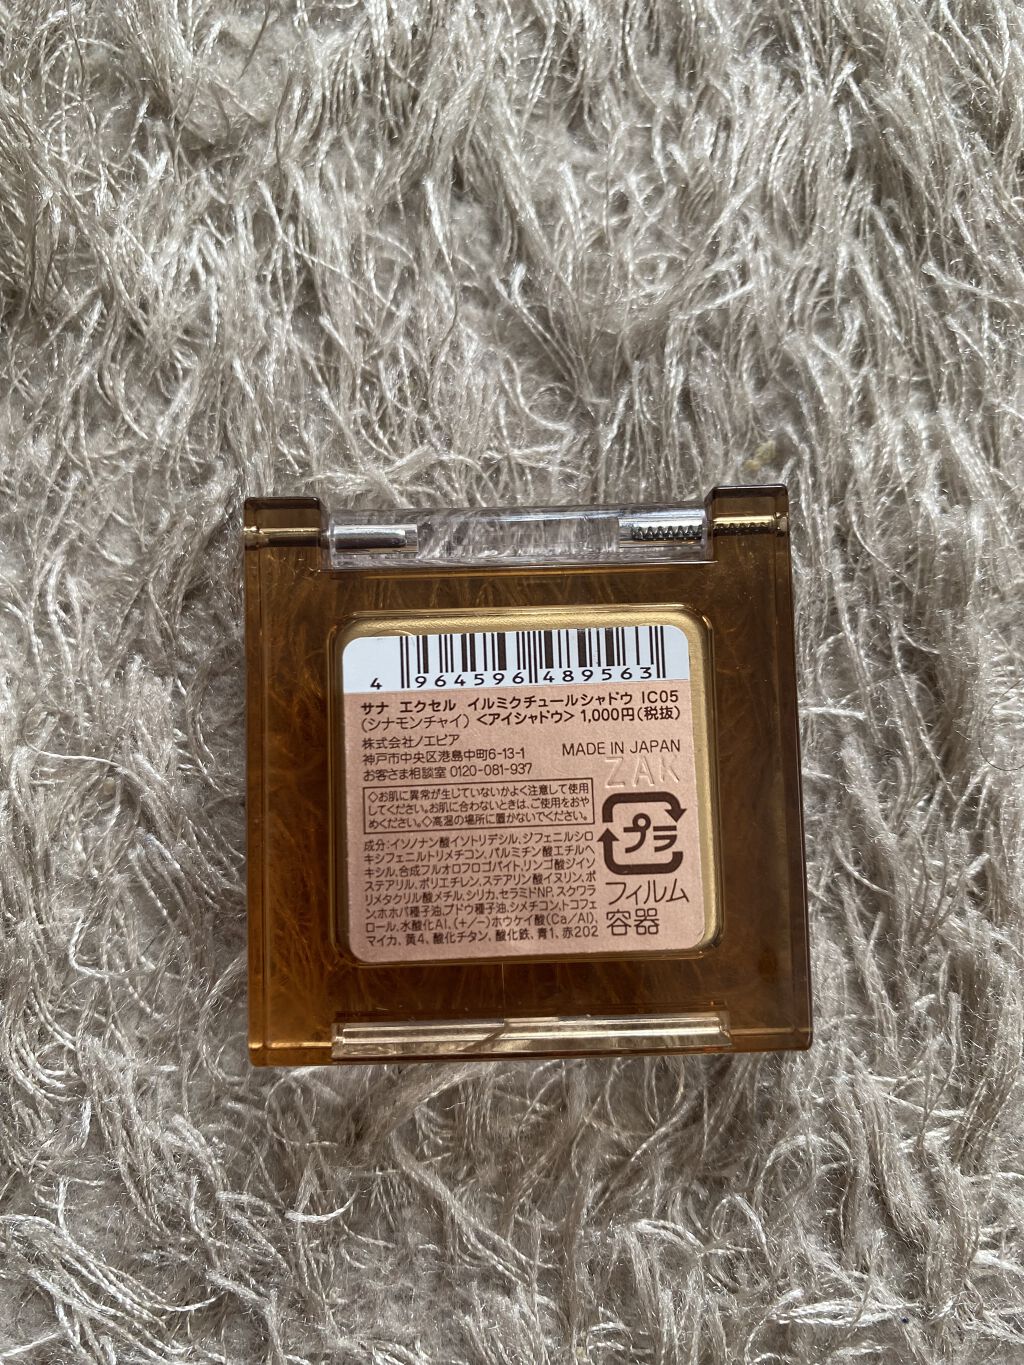 4 964596 489563
サナ エクセル イルミクチュールシャドウ IC05
(シナモンチャイ)<アイシャドウ> 1,000円(税抜)
株式会社ノエビア
神戸市中央区港島中町6-13-1
お客さま相談室 0120-081-937
MADE IN JAPAN
ZAK
◇お肌に異常が生じていないかよく注意して使用
してください。お肌に合わないときは、ご使用をおや
めください。◇高温の場所に置かないでください。
成分:イソノナン酸イソトリデシル、ジフェニルシロ
キシフェニルトリメチコン、パルミチン酸エチルヘ
キシル、合成フルオロフロゴパイト、リンゴ酸ジイソ
ステアリル、ポリエチレン、ステアリン酸イヌリン、ポ
リメタクリル酸メチル、シリカ、セラミドNP、スクワラ
ン、ホホバ種子油、ブドウ種子油、ジメチコン、トコフェ
ロール、水酸化Al、(+/-)ホウケイ酸(Ca/Al)、
マイカ、黄4、酸化チタン、酸化鉄、青1、赤202
プラ
フィルム
容器